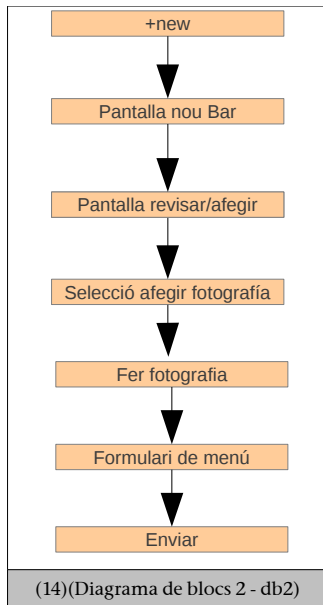 +new
Pantalla nou Bar
Pantalla revisar/afegir
Selecció afegir fotografía
Fer fotografia
Formulari de menú
Enviar
(14)(Diagrama de blocs 2 - db2)